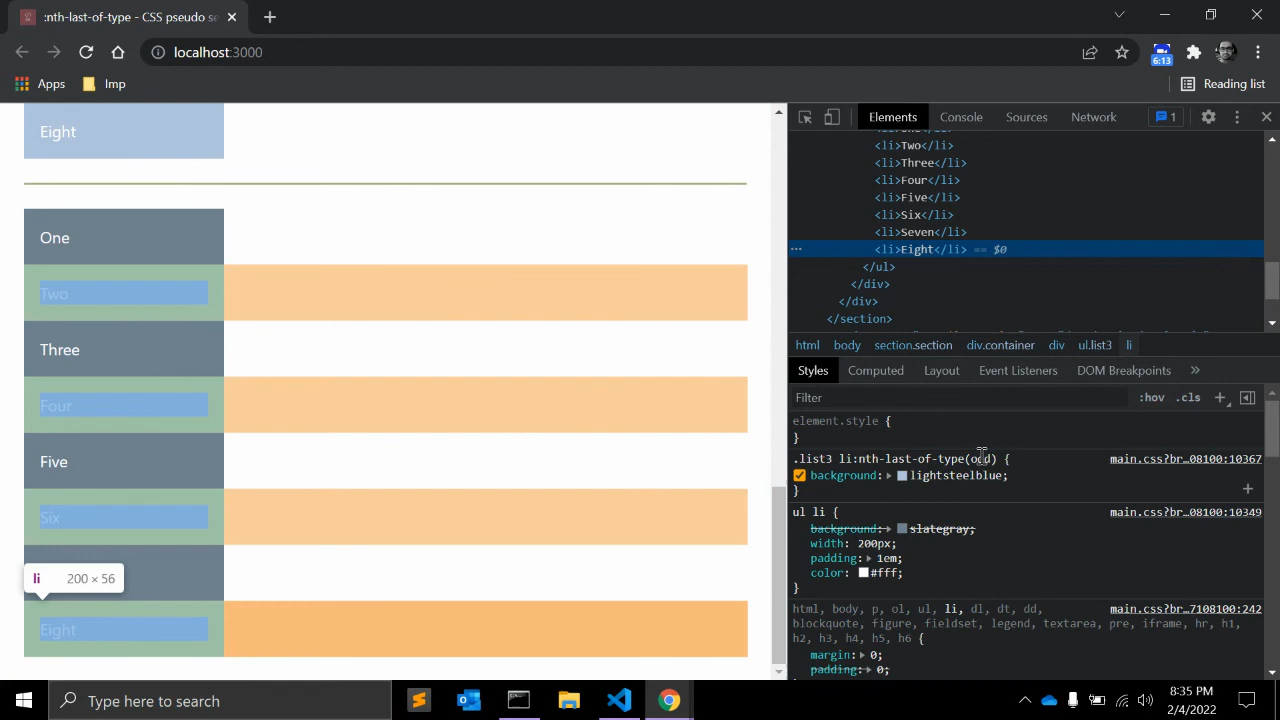 :nth-last-of-type - CSS pseudo se
localhost:3000
6:13
Apps
Imp
Reading list
Eight
One
Two
Three
Four
Five
Six
li 200 × 56
Eight
Elements Console Sources Network 1
<li>Two</li>
<li>Three</li>
<li>Four</li>
<li>Five</li>
<li>Six</li>
<li>Seven</li>
<li>Eight</li> == $0
</ul>
</div>
</div>
</section>
html body section.section div.container div ul.list3 li
Styles Computed Layout Event Listeners DOM Breakpoints »
Filter :hov .cls
element.style {
}
.list3 li:nth-last-of-type(odd) { main.css?br…08100:10367
background: lightsteelblue;
}
ul li { main.css?br…08100:10349
background: slategray;
width: 200px;
padding: 1em;
color: #fff;
}
html, body, p, ol, ul, li, dl, dt, dd, main.css?br…7108100:242
blockquote, figure, fieldset, legend, textarea, pre, iframe, hr, h1,
h2, h3, h4, h5, h6 {
margin: 0;
padding: 0;
Type here to search
8:35 PM
2/4/2022